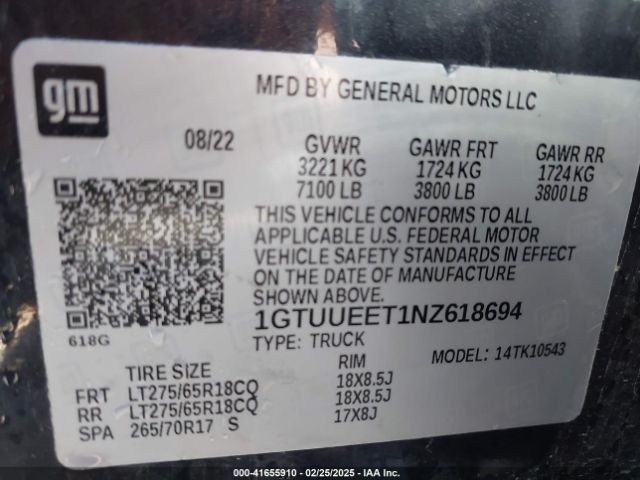 gm
MFD BY GENERAL MOTORS LLC
08/22
GVWR GAWR FRT GAWR RR
3221 KG 1724 KG 1724 KG
7100 LB 3800 LB 3800 LB
THIS VEHICLE CONFORMS TO ALL
APPLICABLE U.S. FEDERAL MOTOR
VEHICLE SAFETY STANDARDS IN EFFECT
ON THE DATE OF MANUFACTURE
SHOWN ABOVE.
1GTUUEET1NZ618694
618G
TYPE: TRUCK MODEL: 14TK10543
TIRE SIZE RIM
FRT LT275/65R18CQ 18X8.5J
RR LT275/65R18CQ 18X8.5J
SPA 265/70R17 S 17X8J
000-41655910 - 02/25/2025 - IAA Inc.